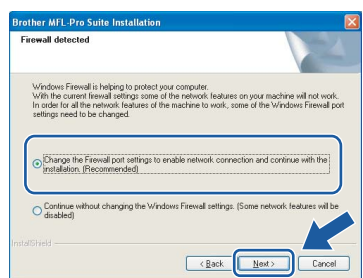 Brother MFL-Pro Suite Installation
Firewall detected
Windows Firewall is helping to protect your computer.
With the current firewall settings some of the network features on your machine will not work.
In order for all the network features of the machine to work, some of the Windows Firewall port
settings need to be changed.
Change the Firewall port settings to enable network connection and continue with the
installation. (Recommended)
Continue without changing the Windows Firewall settings. (Some network features will be
disabled)
InstallShield
< Back Next > Cancel